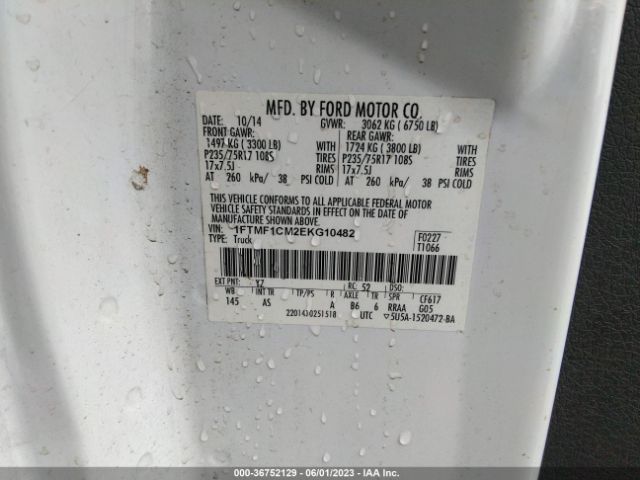 MFD. BY FORD MOTOR CO.
DATE: 10/14 GVWR: 3062 KG ( 6750 LB)
FRONT GAWR: REAR GAWR:
1497 KG ( 3300 LB) WITH 1724 KG ( 3800 LB) WITH
P235/75R17 108S TIRES P235/75R17 108S TIRES
17x7.5J RIMS 17x7.5J RIMS
AT 260 kPa/ 38 PSI COLD AT 260 kPa/ 38 PSI COLD
THIS VEHICLE CONFORMS TO ALL APPLICABLE FEDERAL MOTOR
VEHICLE SAFETY STANDARDS IN EFFECT ON THE DATE OF
MANUFACTURE SHOWN ABOVE.
VIN: 1FTMF1CM2EKG10482 F0227
TYPE: Truck T1066
EXT PNT: YZ RC: 52 DSO:
WB INT TR TP/PS R AXLE TR SPR CF617
145 AS A B6 6 RRAA G05
UTC ▽5U5A-1520472-BA
000-36752129 - 06/01/2023 - IAA Inc.